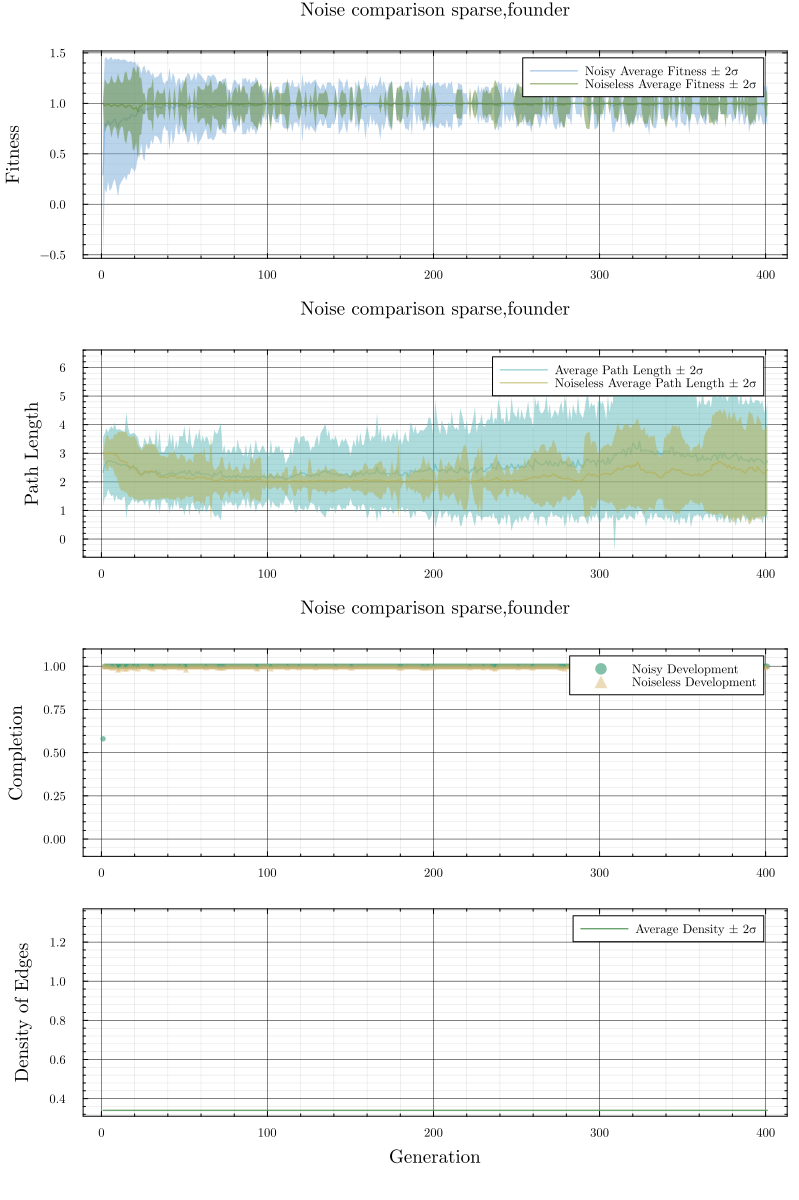 Noise comparison sparse,founder
1.5
1.0
0.5
0.0
−0.5
Fitness
Noisy Average Fitness ± 2σ
Noiseless Average Fitness ± 2σ
0 100 200 300 400
Noise comparison sparse,founder
6
5
4
3
2
1
0
Path Length
Average Path Length ± 2σ
Noiseless Average Path Length ± 2σ
0 100 200 300 400
Noise comparison sparse,founder
1.00
0.75
0.50
0.25
0.00
Completion
Noisy Development
Noiseless Development
0 100 200 300 400
1.2
1.0
0.8
0.6
0.4
Density of Edges
Average Density ± 2σ
0 100 200 300 400
Generation